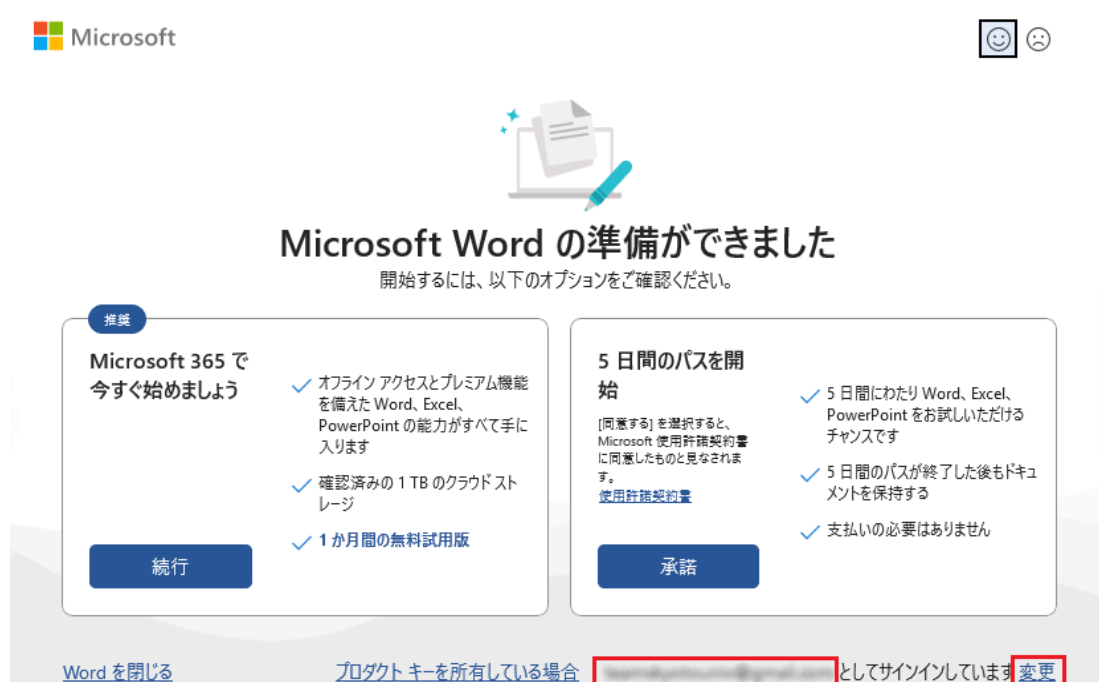 Microsoft
Microsoft Word の準備ができました
開始するには、以下のオプションをご確認ください。
推奨
Microsoft 365 で
今すぐ始めましょう
オフライン アクセスとプレミアム機能
を備えた Word、Excel、
PowerPoint の能力がすべて手に
入ります
確認済みの 1 TB のクラウド スト
レージ
1 か月間の無料試用版
続行
5 日間のパスを開
始
[同意する] を選択すると、
Microsoft 使用許諾契約書
に同意したものと見なされま
す。
使用許諾契約書
5 日間にわたり Word、Excel、
PowerPoint をお試しいただける
チャンスです
5 日間のパスが終了した後もドキュ
メントを保持する
支払いの必要はありません
承諾
Word を閉じる
プロダクト キーを所有している場合
としてサインインしています 変更